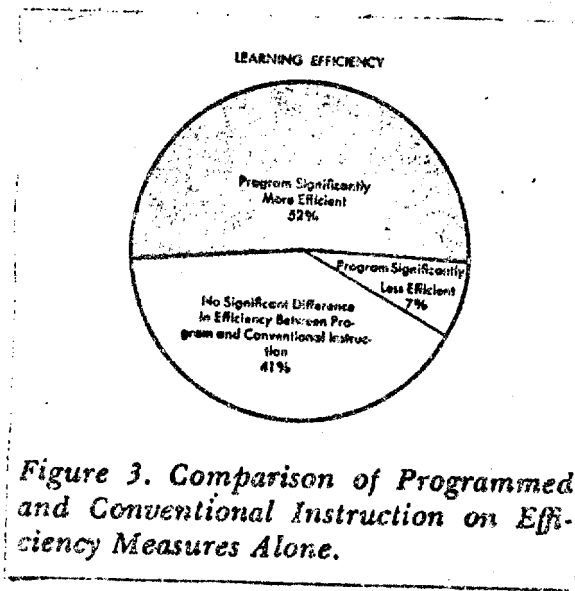 LEARNING EFFICIENCY
Program Significantly
More Efficient
52%
Program Significantly
Less Efficient
7%
No Significant Difference
in Efficiency Between Pro-
gram and Conventional Instruc-
tion
41%
Figure 3. Comparison of Programmed
and Conventional Instruction on Effi-
ciency Measures Alone.